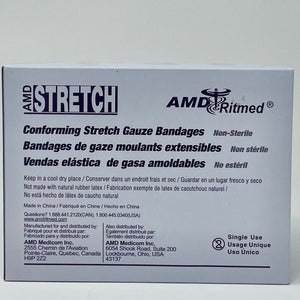 AMD STRETCH
AMD Ritmed®
Conforming Stretch Gauze Bandages Non-Sterile
Bandages de gaze moulants extensibles Non stérile
Vendas elástica de gasa amoldables No estéril
Keep in a cool dry place / Conserver dans un endroit frais et sec / Guardar en un lugar fresco y seco
Not made with natural rubber latex / Fabrication exempte de latex de caoutchouc naturel /
No hecho con látex de caucho natural
Made in China / Fabriqué en China / Hecho en China
Questions? 1.888.441.2120(CAN) 1.800.445.0340(USA)
www.amdritmed.com
Manufactured for and distributed by:
Fabriqué pour et distribué par:
Fabricado para y distribuido por:
AMD Medicom Inc.
2555 Chemin de l'Aviation
Pointe-Claire, Quebec, Canada
H9P 2Z2
Also distributed by:
Également distribué par:
También distribuido por:
AMD Medicom Inc.
6054 Shook Road, Suite 200
Lockbourne, Ohio, USA
43137
Single Use
Usage Unique
Uso Único